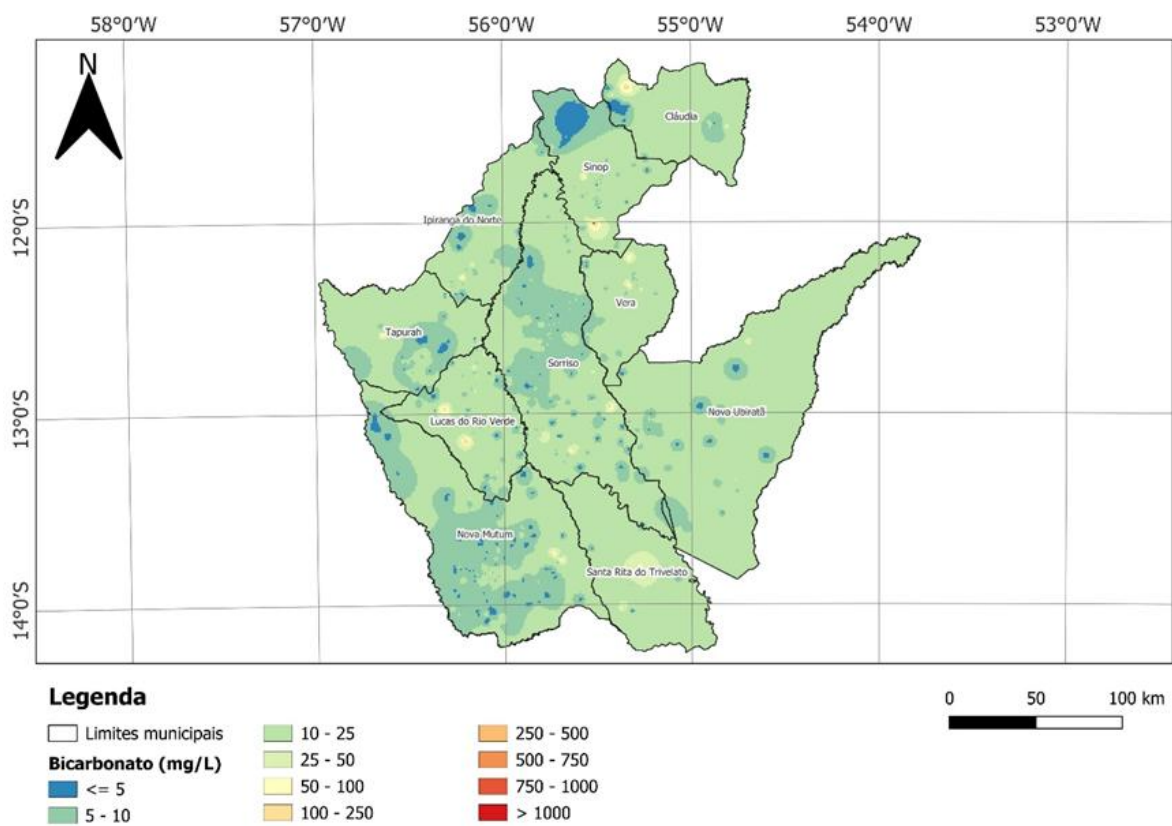 58°0'W 57°0'W 56°0'W 55°0'W 54°0'W 53°0'W
N
Cláudia
Sinop
12°0'S
Ipiranga do Norte
Vera
Tapurah
Sorriso
13°0'S
Nova Ubiratã
Lucas do Rio Verde
Nova Mutum
Santa Rita do Trivelato
14°0'S
Legenda
Limites municipais
Bicarbonato (mg/L)
<= 5
5 - 10
10 - 25
25 - 50
50 - 100
100 - 250
250 - 500
500 - 750
750 - 1000
> 1000
0 50 100 km